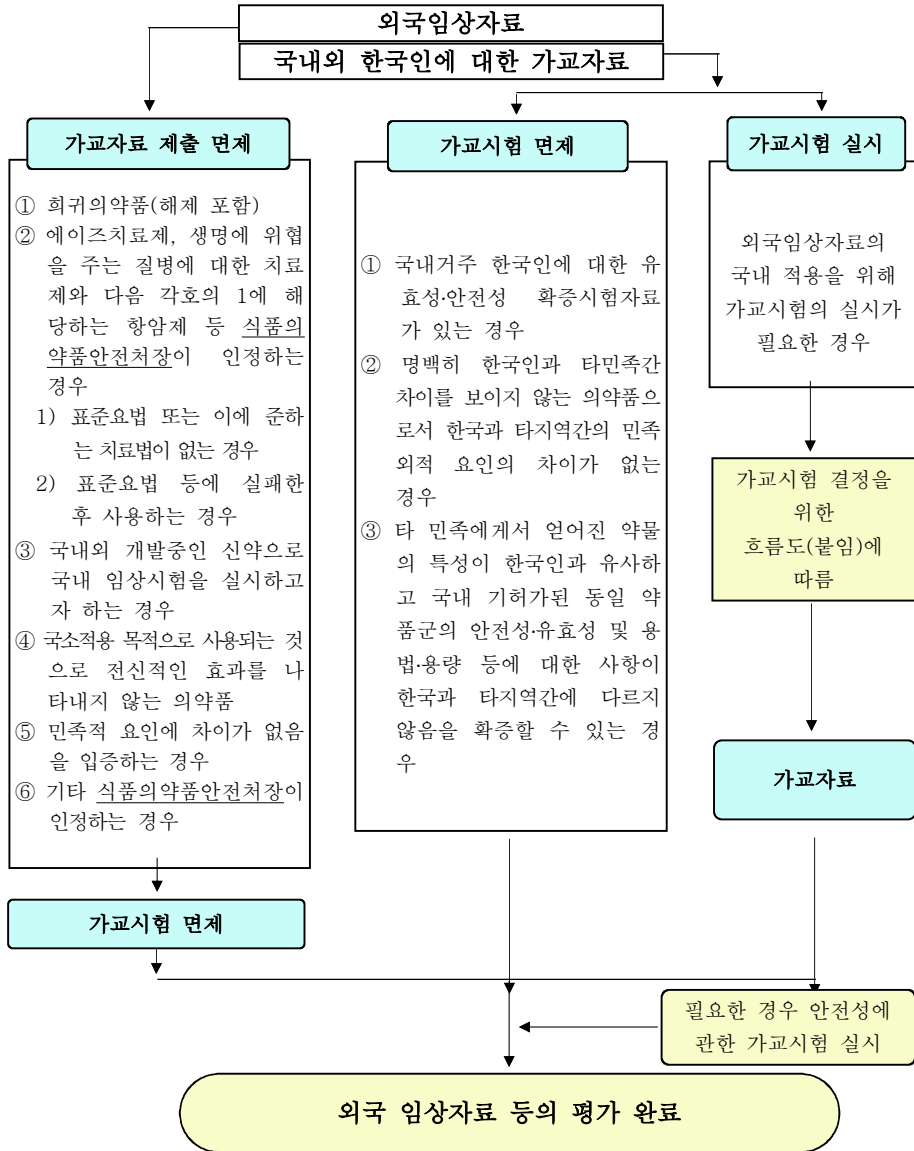 외국임상자료
국내외 한국인에 대한 가교자료
가교자료 제출 면제
① 희귀의약품(해제 포함)
② 에이즈치료제, 생명에 위협
을 주는 질병에 대한 치료
제와 다음 각호의 1에 해
당하는 항암제 등 식품의
약품안전처장이 인정하는
경우
1) 표준요법 또는 이에 준하
는 치료법이 없는 경우
2) 표준요법 등에 실패한
후 사용하는 경우
③ 국내외 개발중인 신약으로
국내 임상시험을 실시하고
자 하는 경우
④ 국소적용 목적으로 사용되는 것
으로 전신적인 효과를 나
타내지 않는 의약품
⑤ 민족적 요인에 차이가 없음
을 입증하는 경우
⑥ 기타 식품의약품안전처장이
인정하는 경우
가교시험 면제
가교시험 면제
① 국내거주 한국인에 대한 유
효성·안전성 확증시험자료
가 있는 경우
② 명백히 한국인과 타민족간
차이를 보이지 않는 의약품으
로서 한국과 타지역간의 민족
외적 요인의 차이가 없는
경우
③ 타 민족에게서 얻어진 약물
의 특성이 한국인과 유사하
고 국내 기허가된 동일 약
품군의 안전성·유효성 및 용
법·용량 등에 대한 사항이
한국과 타지역간에 다르지
않음을 확증할 수 있는 경
우
가교시험 실시
외국임상자료의
국내 적용을 위해
가교시험의 실시가
필요한 경우
가교시험 결정을
위한
흐름도(붙임)에
따름
가교자료
필요한 경우 안전성에
관한 가교시험 실시
외국 임상자료 등의 평가 완료